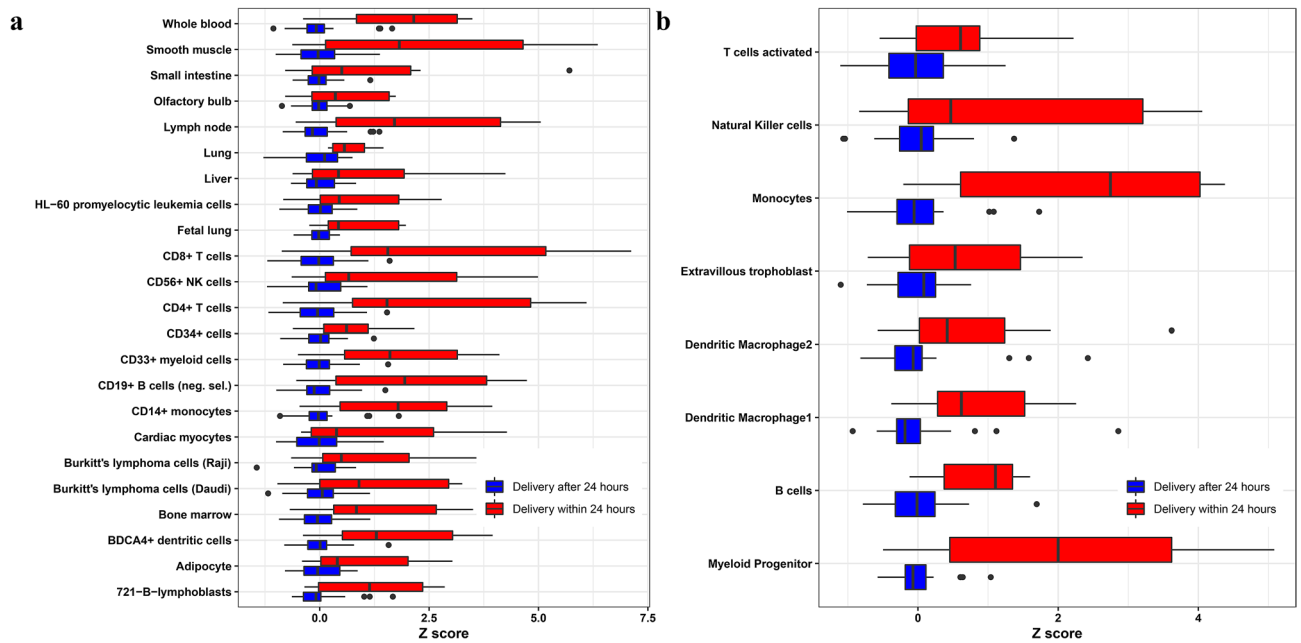 a
Whole blood
Smooth muscle
Small intestine
Olfactory bulb
Lymph node
Lung
Liver
HL−60 promyelocytic leukemia cells
Fetal lung
CD8+ T cells
CD56+ NK cells
CD4+ T cells
CD34+ cells
CD33+ myeloid cells
CD19+ B cells (neg. sel.)
CD14+ monocytes
Cardiac myocytes
Burkitt's lymphoma cells (Raji)
Burkitt's lymphoma cells (Daudi)
Bone marrow
BDCA4+ dentritic cells
Adipocyte
721−B−lymphoblasts
Delivery after 24 hours
Delivery within 24 hours
0.0 2.5 5.0 7.5
Z score
b
T cells activated
Natural Killer cells
Monocytes
Extravillous trophoblast
Dendritic Macrophage2
Dendritic Macrophage1
B cells
Myeloid Progenitor
Delivery after 24 hours
Delivery within 24 hours
0 2 4
Z score